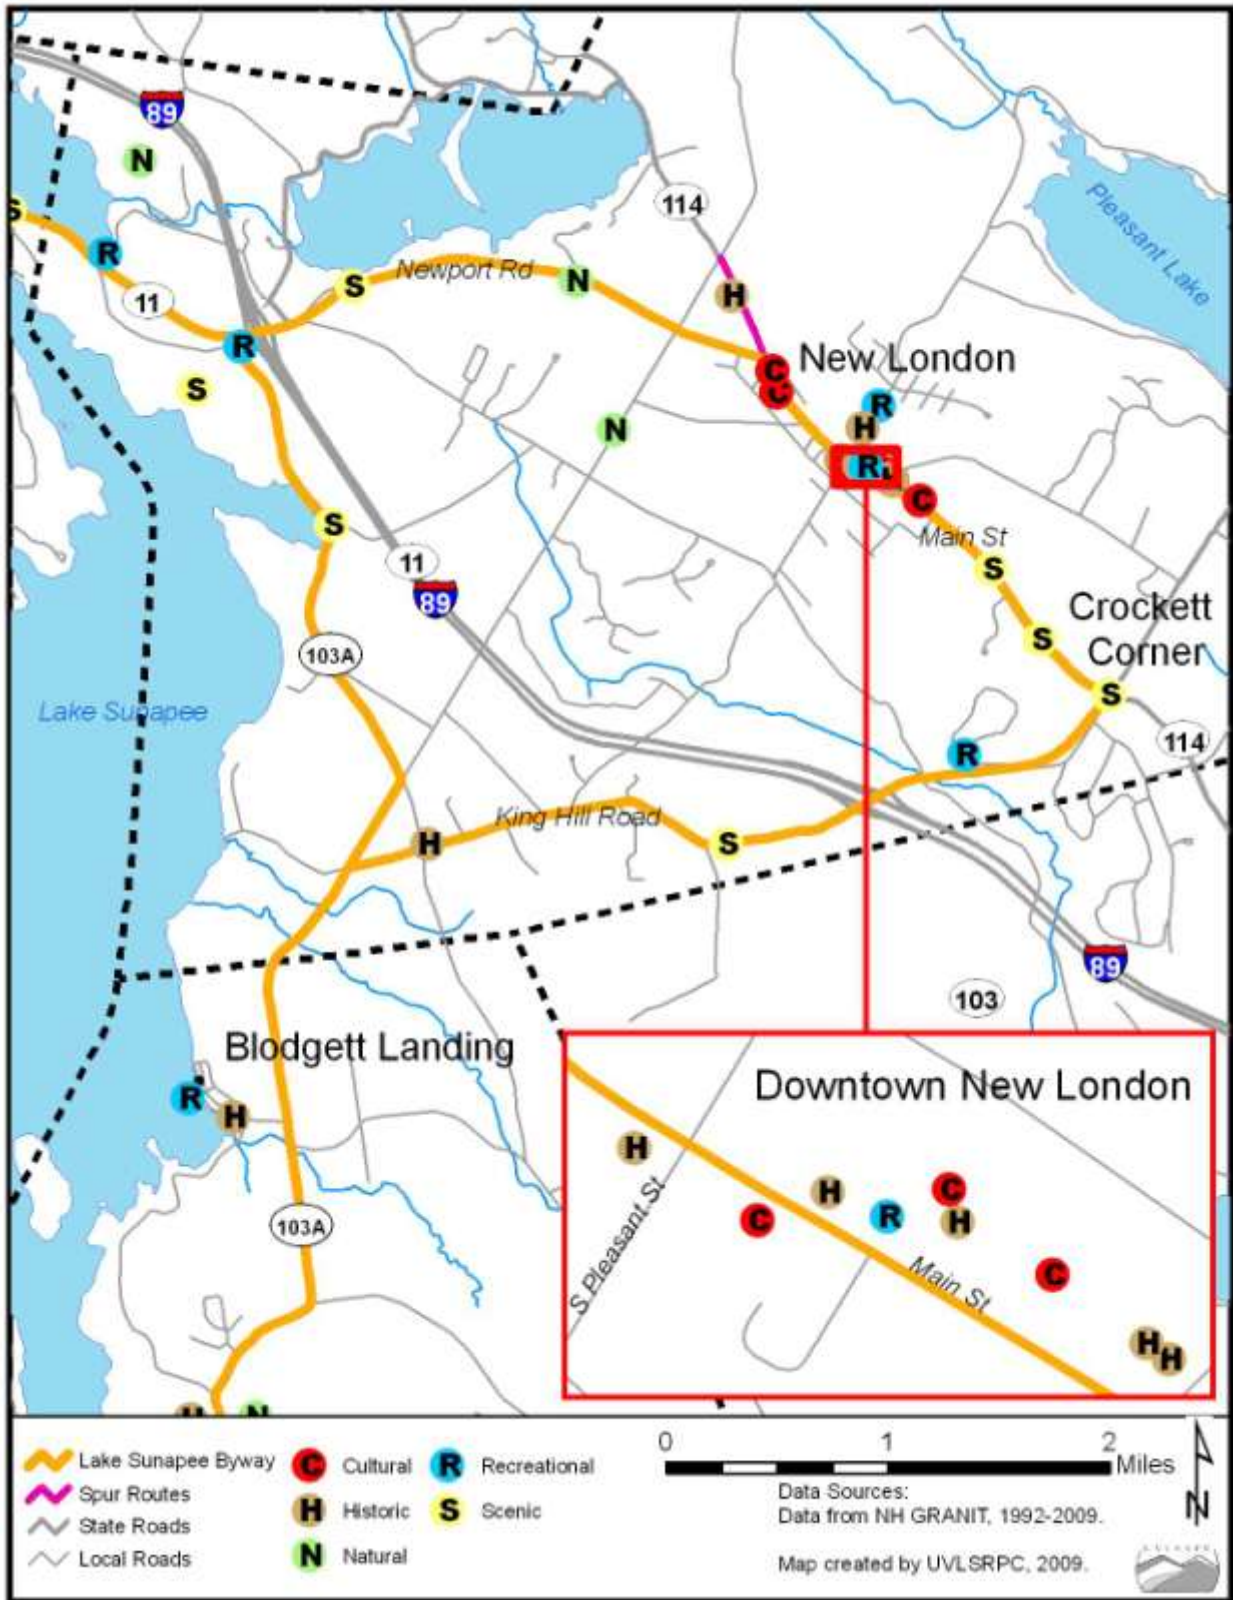 89
N
114
Pleasant Lake
S
R
11
S
Newport Rd
N
H
R
C
New London
C
S
R
N
H
R
C
S
Main St
11
S
89
Crockett
Corner
S
103A
S
Lake Sunapee
R
114
King Hill Road
H
S
89
103
Blodgett Landing
R
H
Downtown New London
H
S Pleasant St
H
C
C
R
H
103A
Main St
C
H
H
H
N
Lake Sunapee Byway
Spur Routes
State Roads
Local Roads
C Cultural
H Historic
N Natural
R Recreational
S Scenic
0 1 2
Miles
Data Sources:
Data from NH GRANIT, 1992-2009.
Map created by UVLSRPC, 2009.
N
UVLSRPC